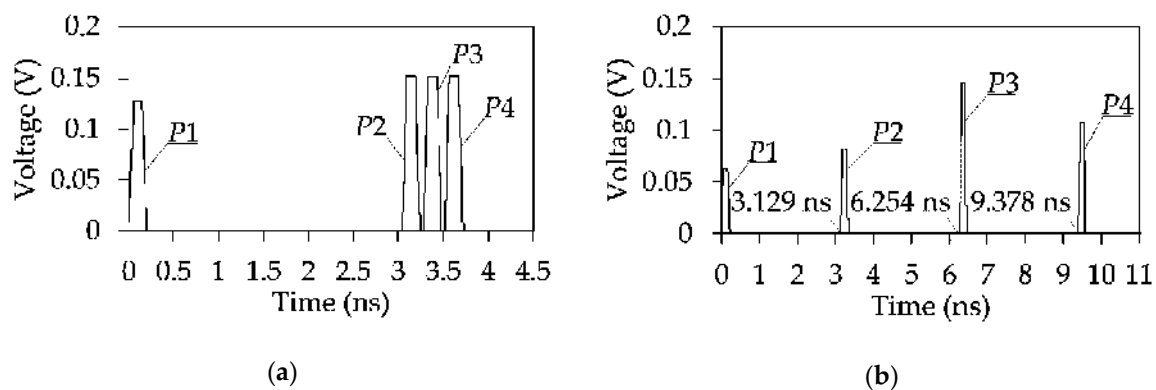 0.2
0.15
0.1
0.05
0
Voltage (V)
P1
P2
P3
P4
0 0.5 1 1.5 2 2.5 3 3.5 4 4.5
Time (ns)
(a)
0.2
0.15
0.1
0.05
0
Voltage (V)
P1
P2
P3
P4
3.129 ns 6.254 ns 9.378 ns
0 1 2 3 4 5 6 7 8 9 10 11
Time (ns)
(b)